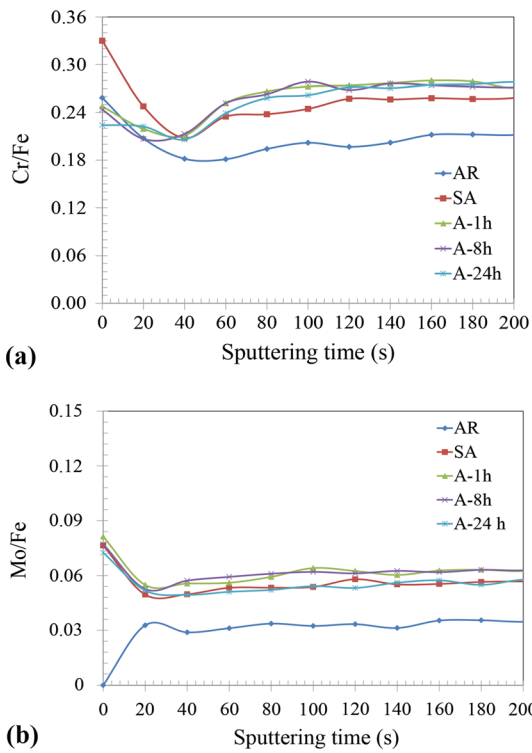 0.36
0.30
0.24
0.18
0.12
0.06
0.00
Cr/Fe
AR
SA
A-1h
A-8h
A-24h
0 20 40 60 80 100 120 140 160 180 200
Sputtering time (s)
(a)
0.15
0.12
0.09
0.06
0.03
0
Mo/Fe
AR
SA
A-1h
A-8h
A-24 h
0 20 40 60 80 100 120 140 160 180 200
Sputtering time (s)
(b)